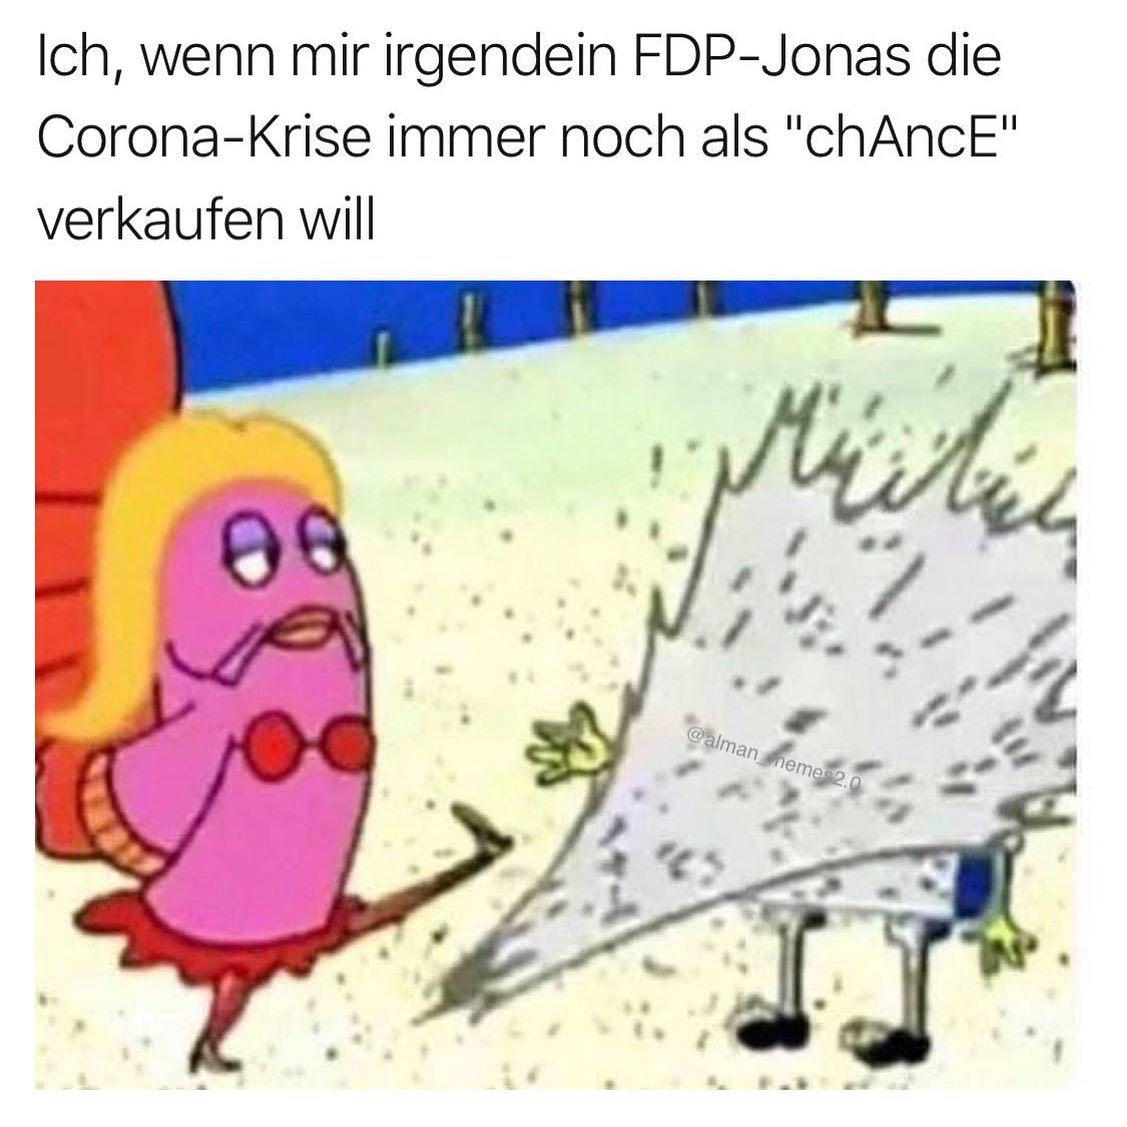 Ich, wenn mir irgendein FDP-Jonas die
Corona-Krise immer noch als "chAncE"
verkaufen will
@alman_memes2.0